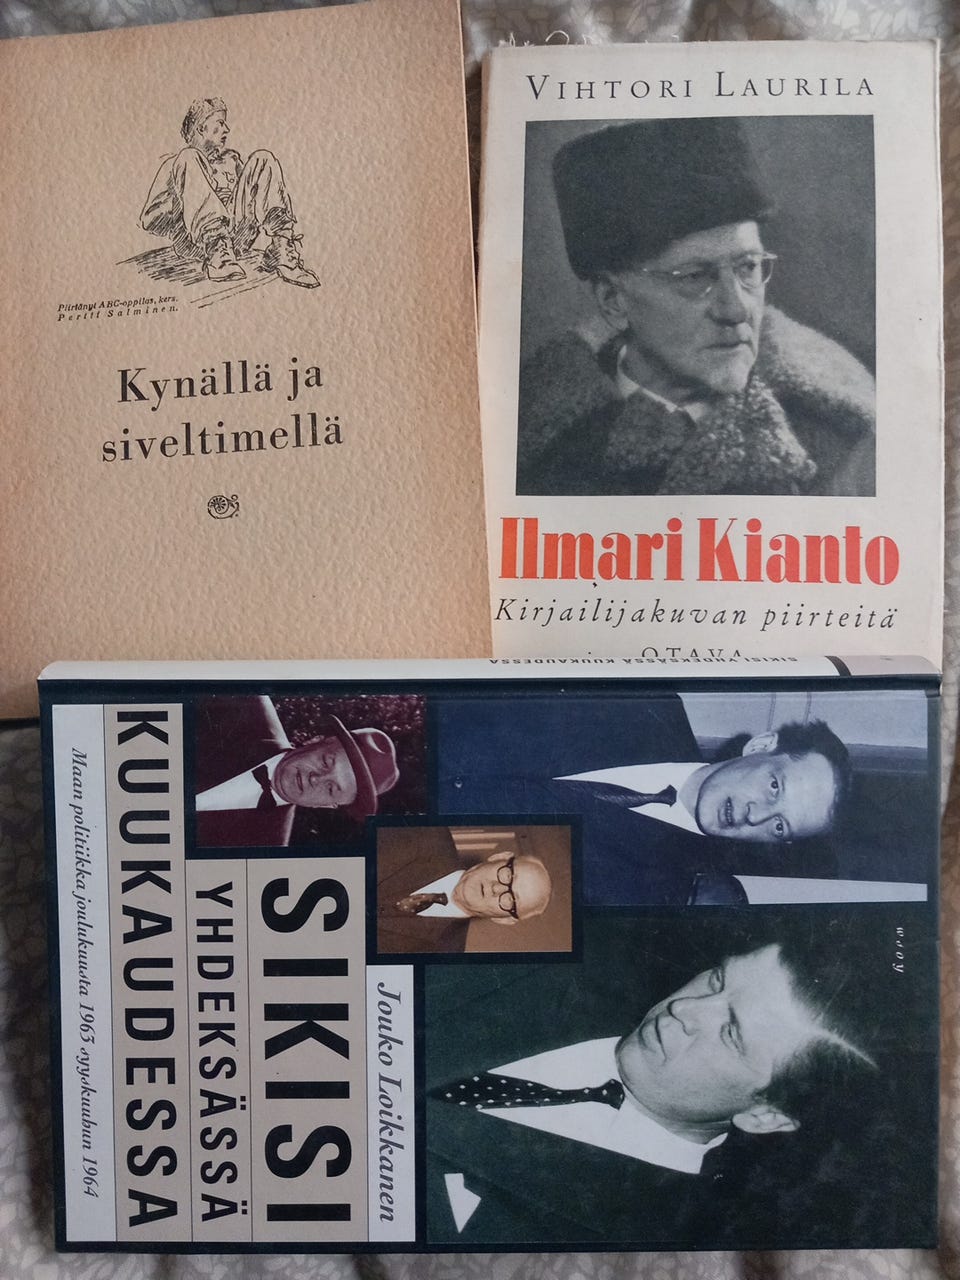 Piirtänyt ABC-oppilas, kers.
Pertti Salminen.
Kynällä ja
siveltimellä
VIHTORI LAURILA
Ilmari Kianto
Kirjailijakuvan piirteitä
OTAVA
SIKISI YHDEKSÄSSÄ KUUKAUDESSA
wsoy
Jouko Loikkanen
SIKISI
YHDEKSÄSSÄ
KUUKAUDESSA
Maan politiikka joulukuusta 1963 syyskuuhun 1964